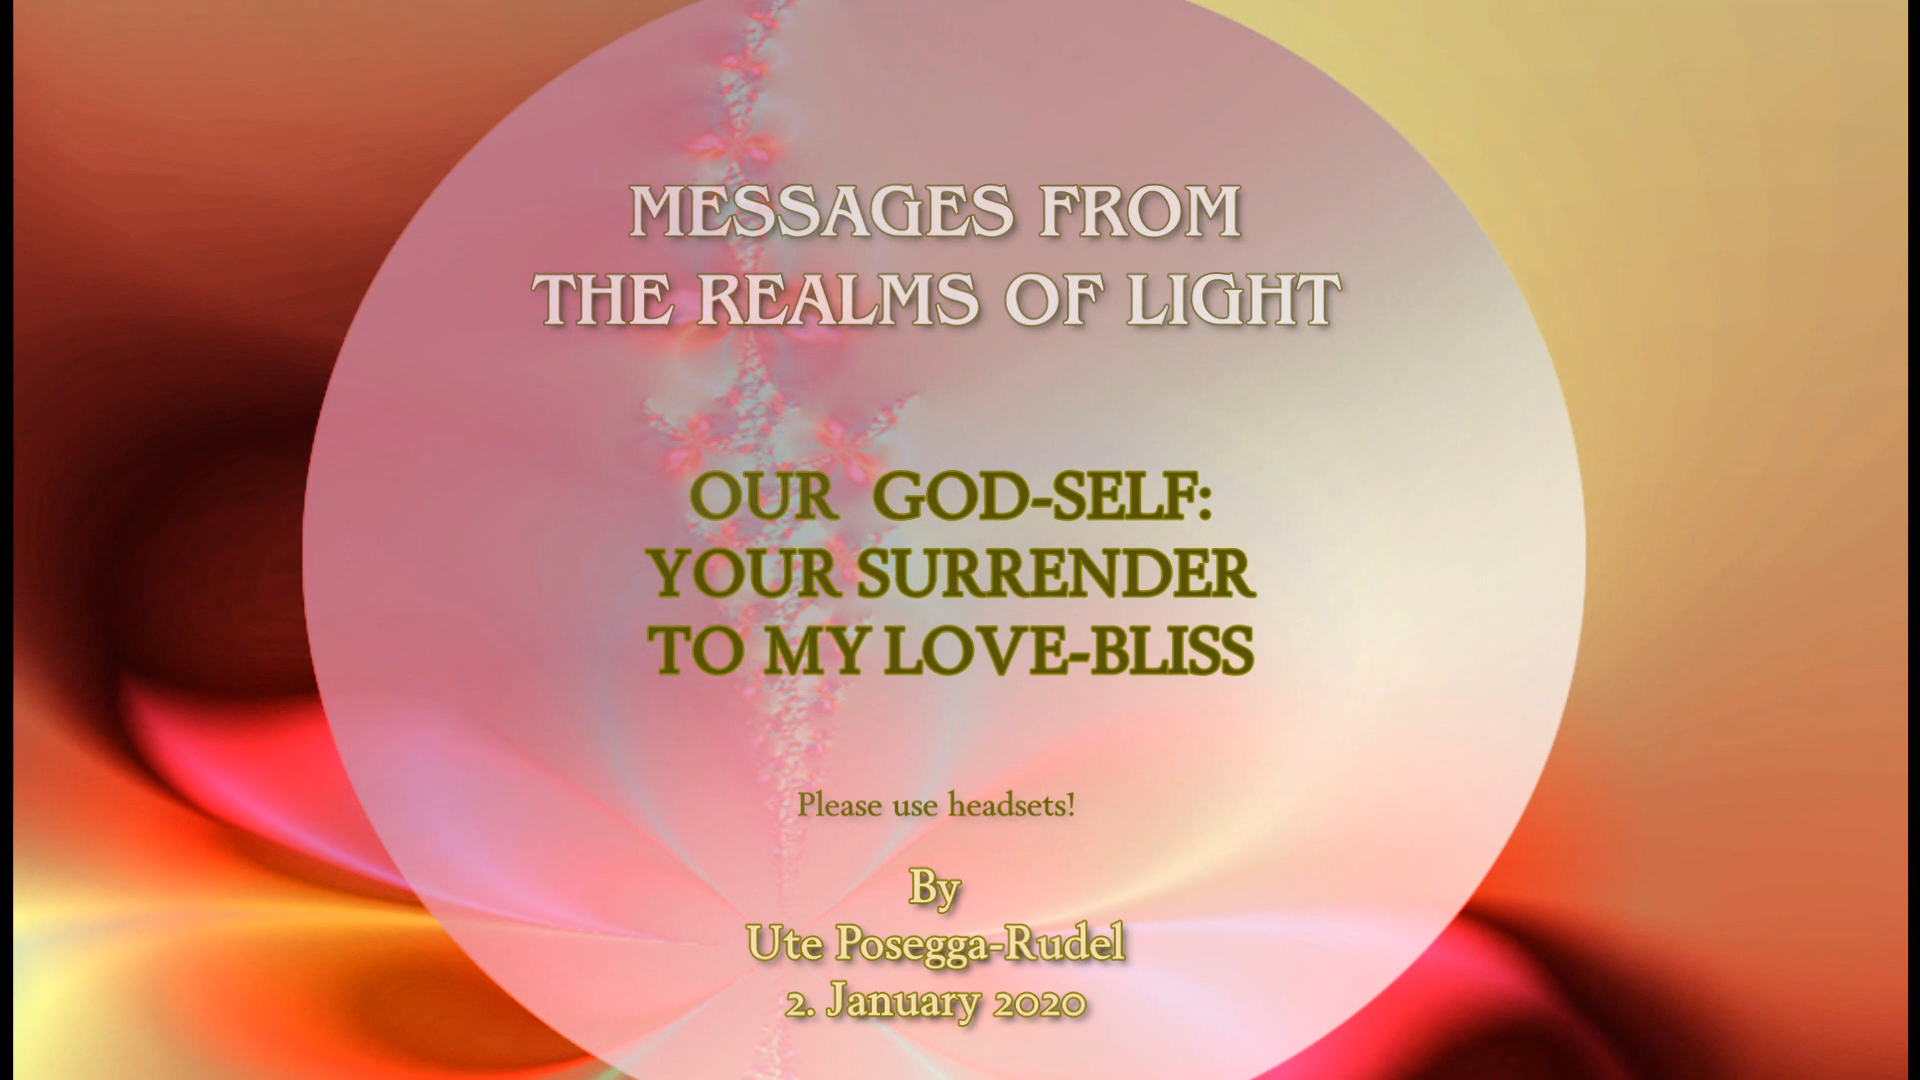 MESSAGES FROM
THE REALMS OF LIGHT
OUR GOD-SELF:
YOUR SURRENDER
TO MY LOVE-BLISS
Please use headsets!
By
Ute Posegga-Rudel
2. January 2020